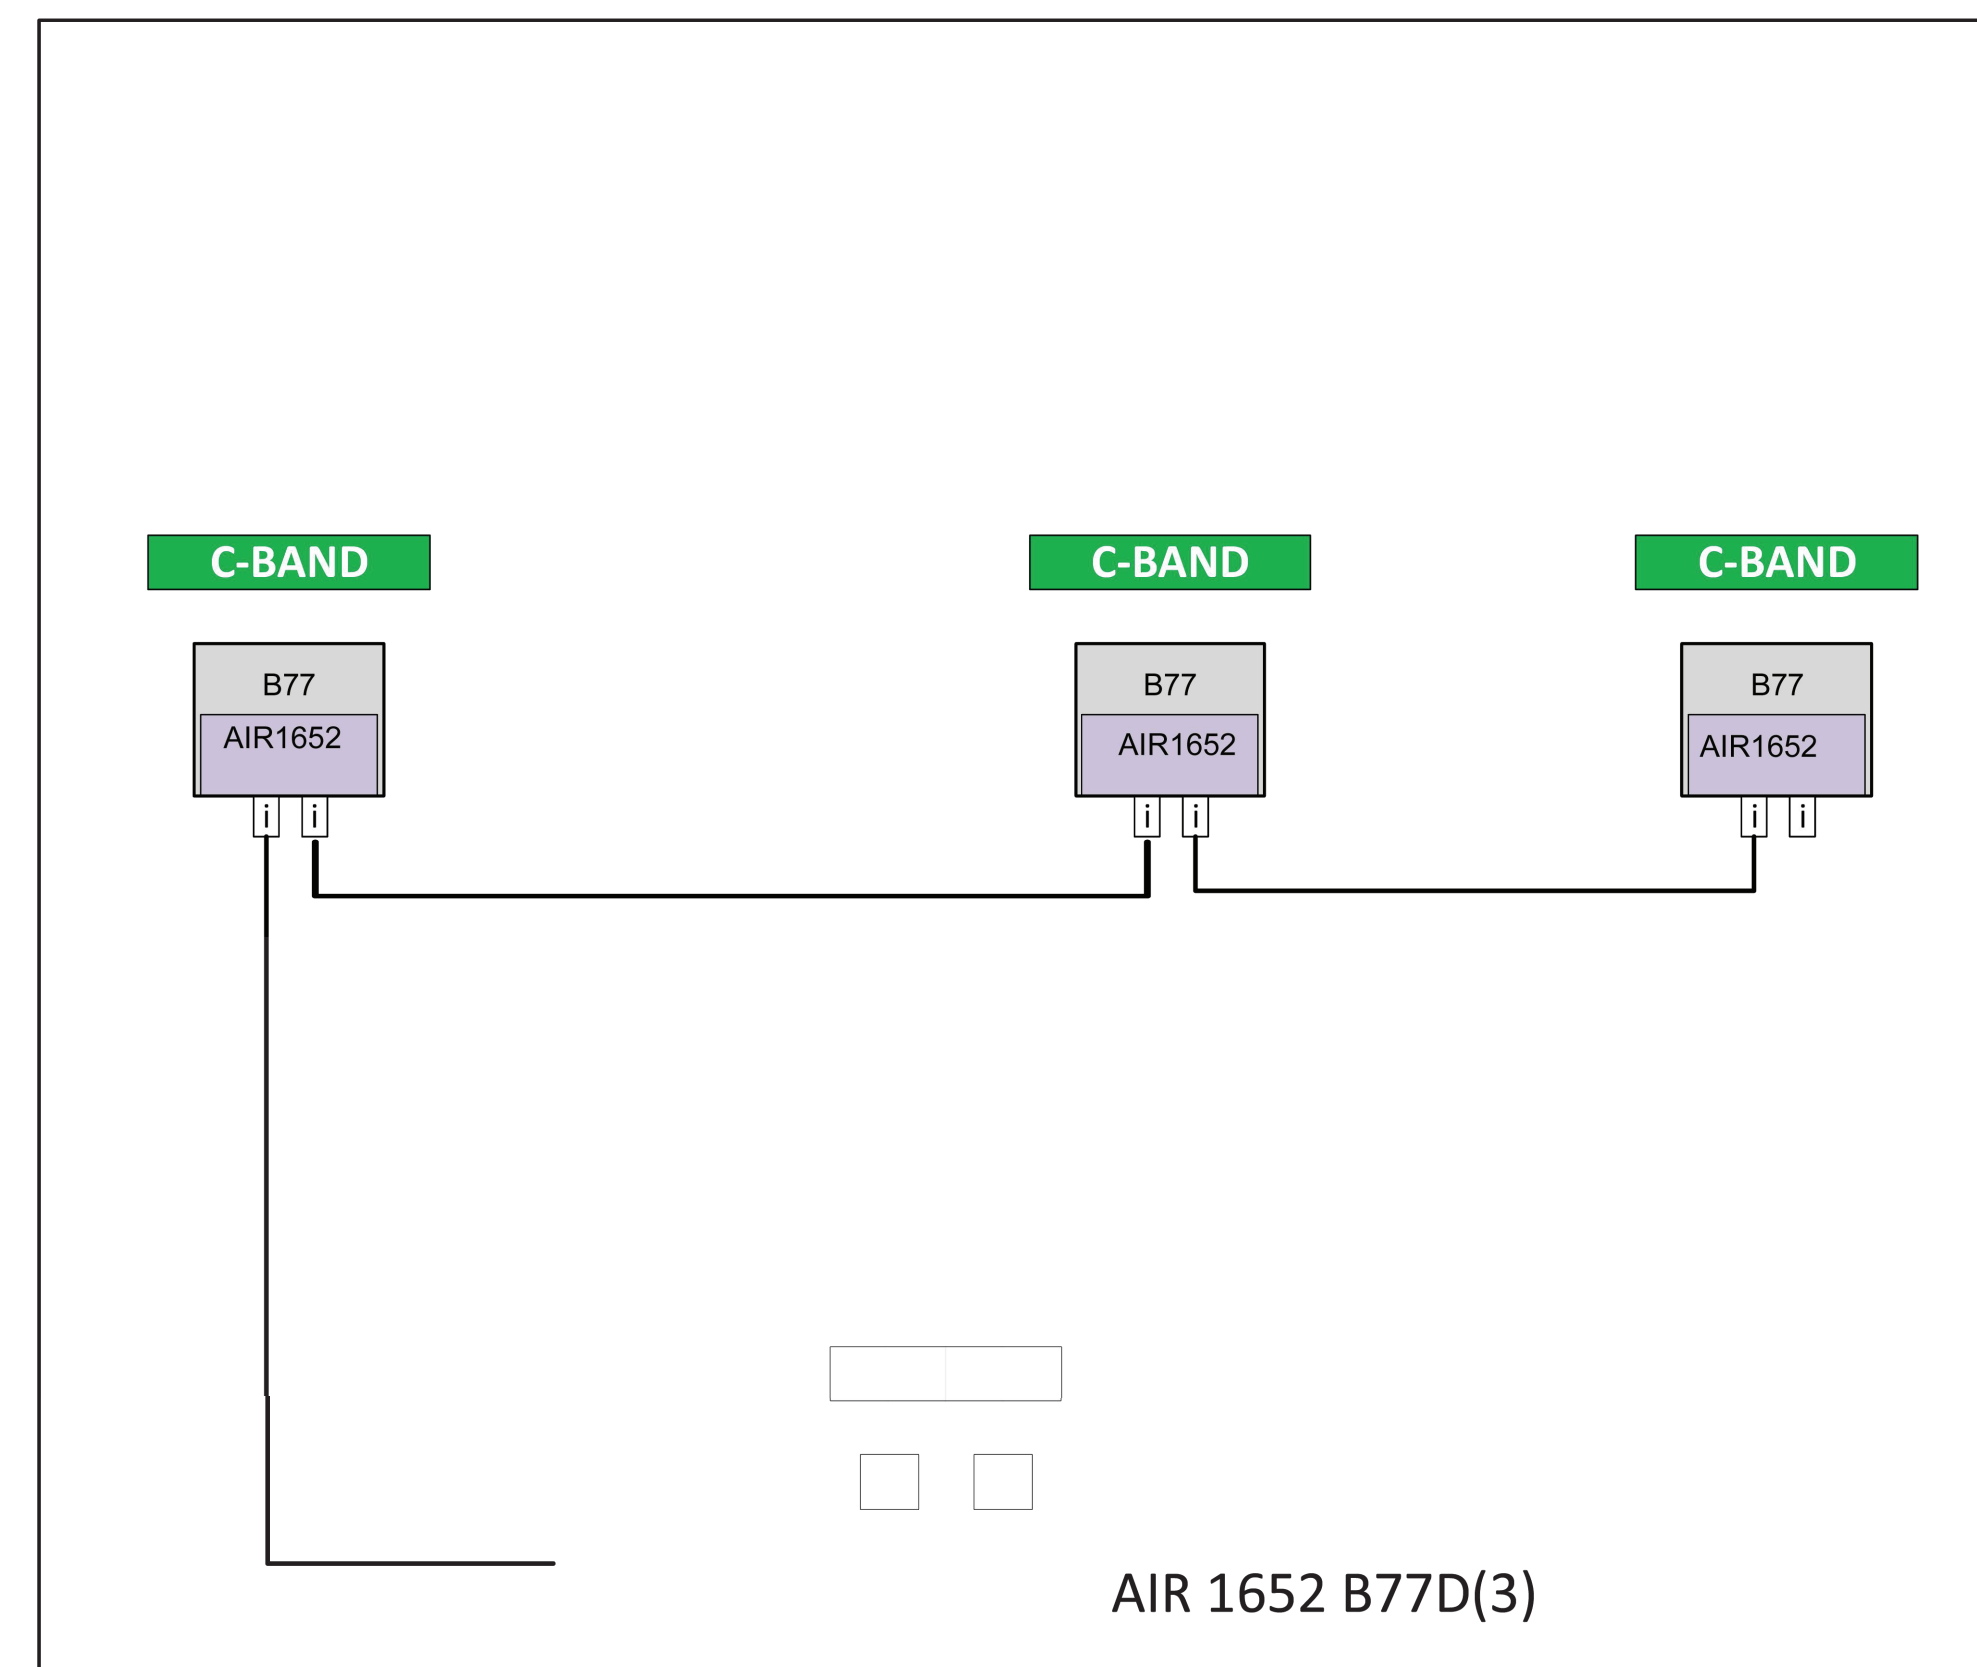 C-BAND C-BAND C-BAND
B77 B77 B77
AIR1652 AIR1652 AIR1652
i i i i i i
AIR 1652 B77D(3)